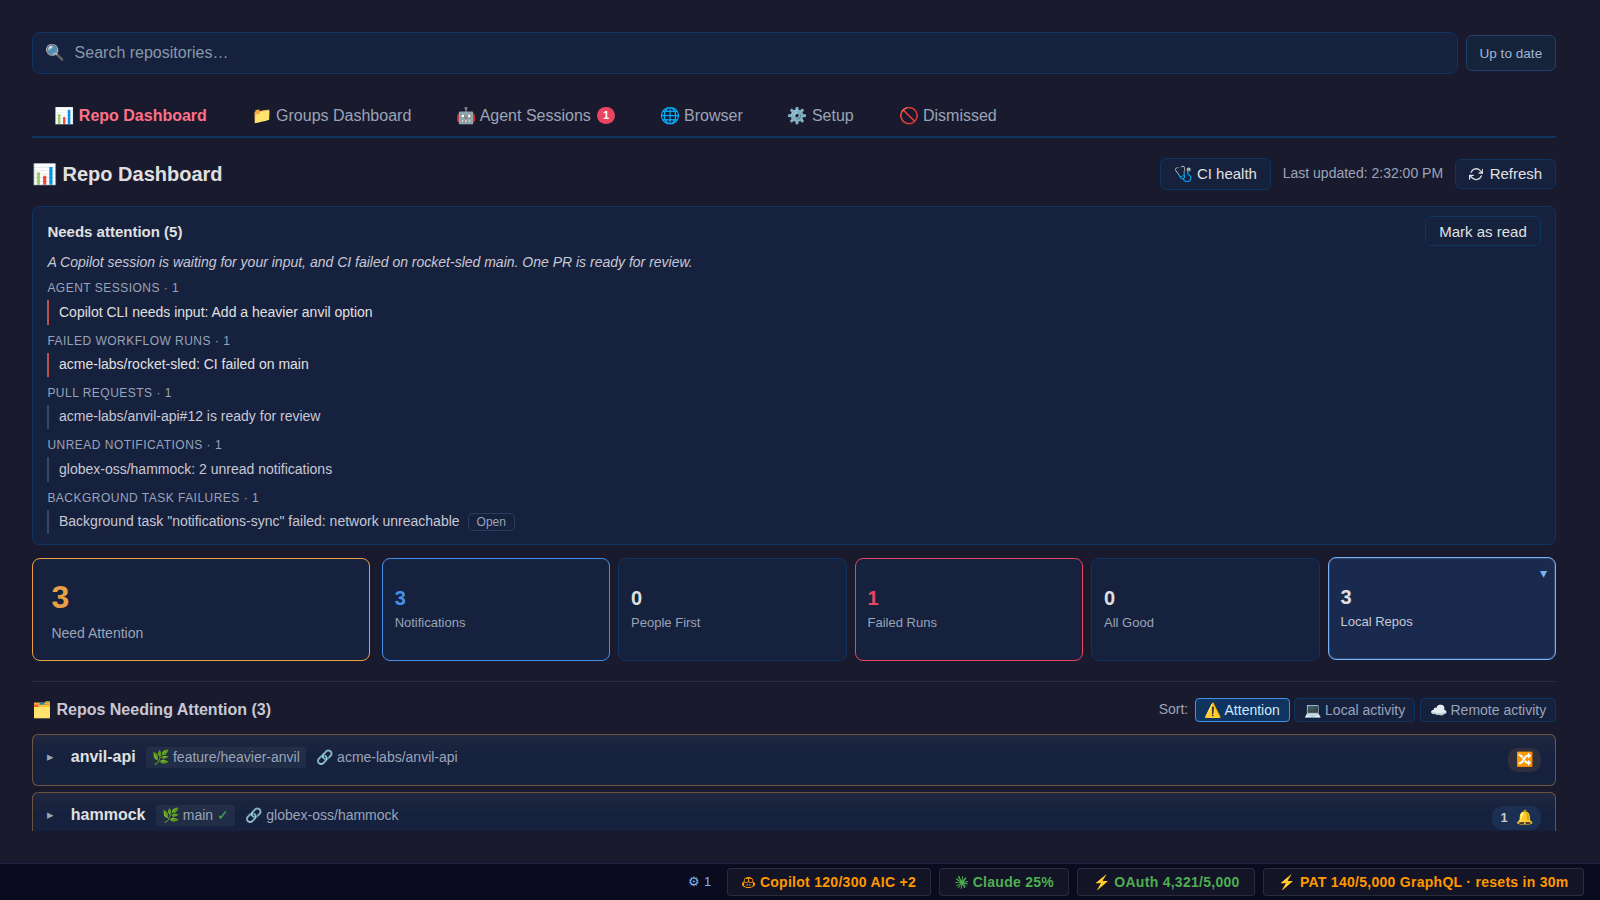 Search repositories…
Up to date
Repo Dashboard
Groups Dashboard
Agent Sessions 1
Browser
Setup
Dismissed
Repo Dashboard
CI health
Last updated: 2:32:00 PM
Refresh
Needs attention (5)
Mark as read
A Copilot session is waiting for your input, and CI failed on rocket-sled main. One PR is ready for review.
AGENT SESSIONS · 1
Copilot CLI needs input: Add a heavier anvil option
FAILED WORKFLOW RUNS · 1
acme-labs/rocket-sled: CI failed on main
PULL REQUESTS · 1
acme-labs/anvil-api#12 is ready for review
UNREAD NOTIFICATIONS · 1
globex-oss/hammock: 2 unread notifications
BACKGROUND TASK FAILURES · 1
Background task "notifications-sync" failed: network unreachable Open
3
Need Attention
3
Notifications
0
People First
1
Failed Runs
0
All Good
3
Local Repos
Repos Needing Attention (3)
Sort: Attention Local activity Remote activity
anvil-api feature/heavier-anvil acme-labs/anvil-api
hammock main ✓ globex-oss/hammock 1
1 Copilot 120/300 AIC +2 Claude 25% OAuth 4,321/5,000 PAT 140/5,000 GraphQL · resets in 30m